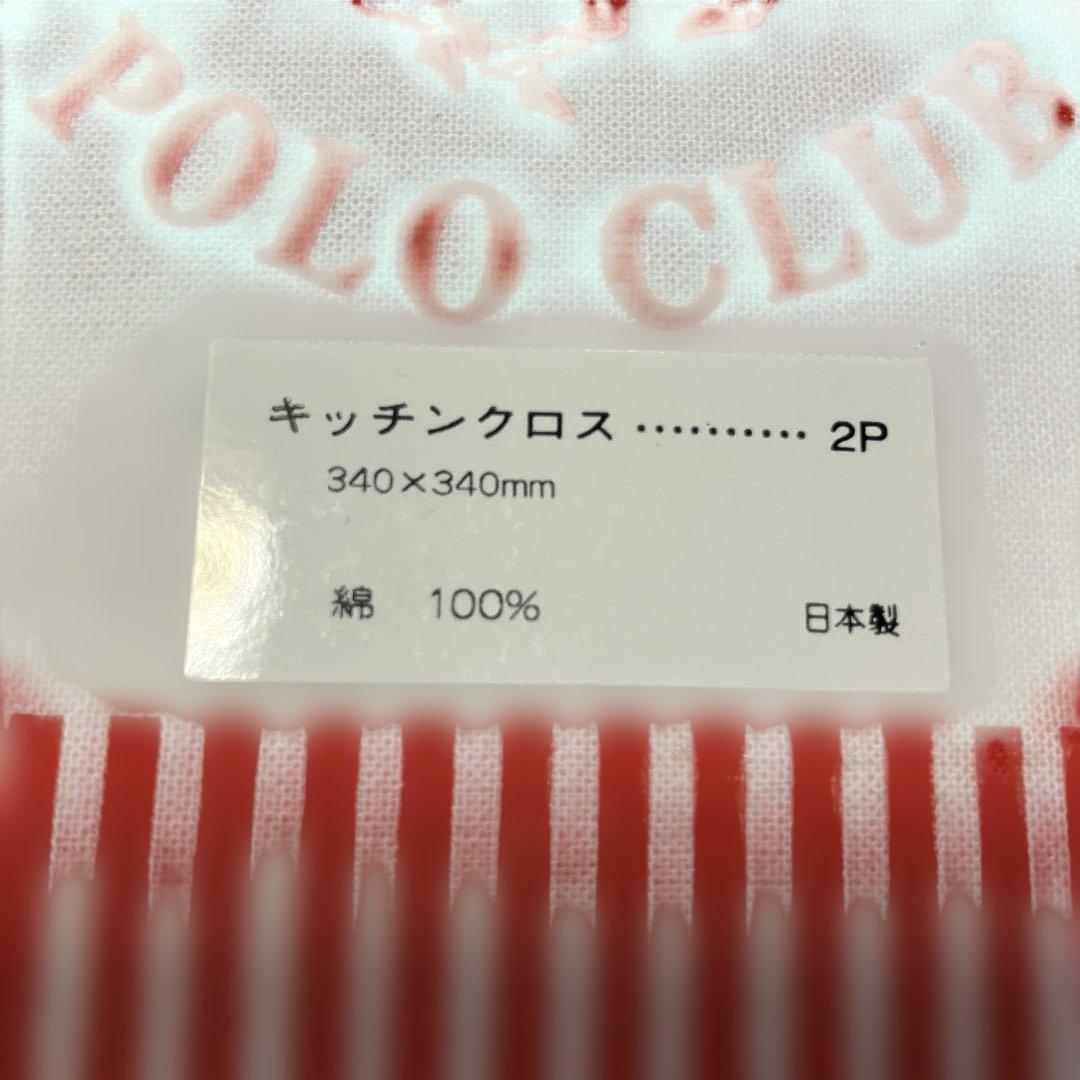 POLO CLUB
キッチンクロス ・・・・・・・・・・ 2P
340×340mm
綿 100% 日本製